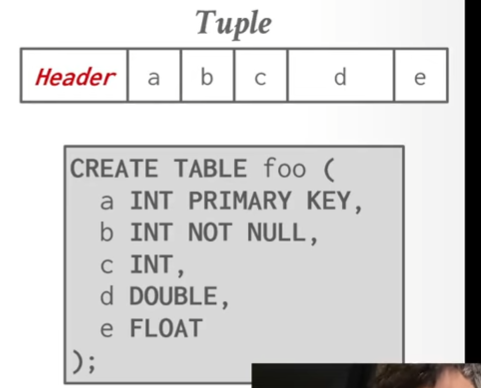 Tuple
Header a b c d e
CREATE TABLE foo (
a INT PRIMARY KEY,
b INT NOT NULL,
c INT,
d DOUBLE,
e FLOAT
);